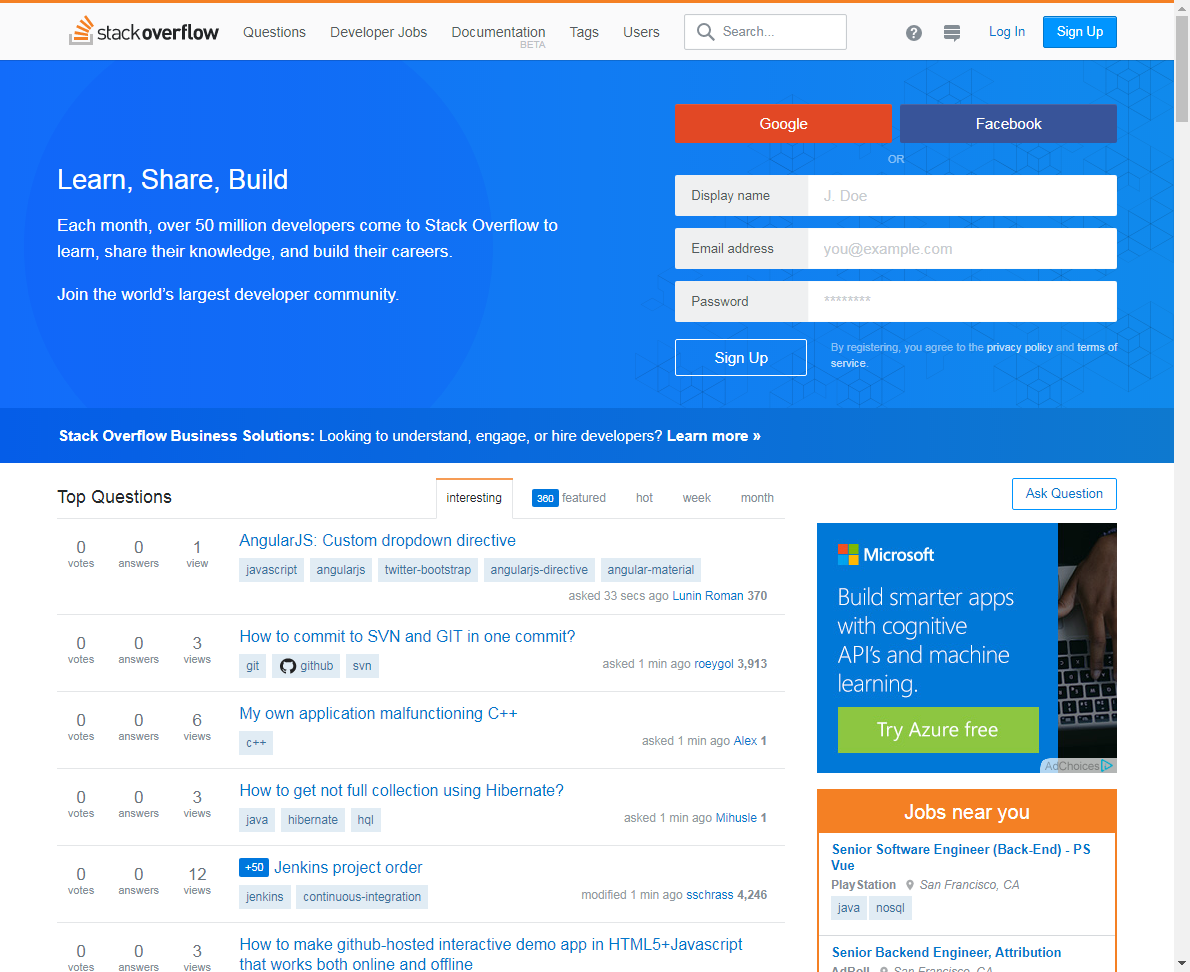 stackoverflow
Questions
Developer Jobs
Documentation
BETA
Tags
Users
Search...
?
Log In
Sign Up
Learn, Share, Build
Each month, over 50 million developers come to Stack Overflow to
learn, share their knowledge, and build their careers.
Join the world’s largest developer community.
Google
Facebook
OR
Display name
J. Doe
Email address
you@example.com
Password
********
Sign Up
By registering, you agree to the privacy policy and terms of
service.
Stack Overflow Business Solutions: Looking to understand, engage, or hire developers? Learn more »
Top Questions
interesting
360 featured
hot
week
month
Ask Question
0 0 1
votes answers view
AngularJS: Custom dropdown directive
javascript angularjs twitter-bootstrap angularjs-directive angular-material
asked 33 secs ago Lunin Roman 370
0 0 3
votes answers views
How to commit to SVN and GIT in one commit?
git github svn
asked 1 min ago roeygol 3,913
0 0 6
votes answers views
My own application malfunctioning C++
c++
asked 1 min ago Alex 1
0 0 3
votes answers views
How to get not full collection using Hibernate?
java hibernate hql
asked 1 min ago Mihusle 1
0 0 12
votes answers views
+50 Jenkins project order
jenkins continuous-integration
modified 1 min ago sschrass 4,246
0 0 3
votes answers views
How to make github-hosted interactive demo app in HTML5+Javascript
that works both online and offline
Microsoft
Build smarter apps
with cognitive
API’s and machine
learning.
Try Azure free
AdChoices
Jobs near you
Senior Software Engineer (Back-End) - PS
Vue
PlayStation San Francisco, CA
java nosql
Senior Backend Engineer, Attribution
AdRoll San Francisco, CA